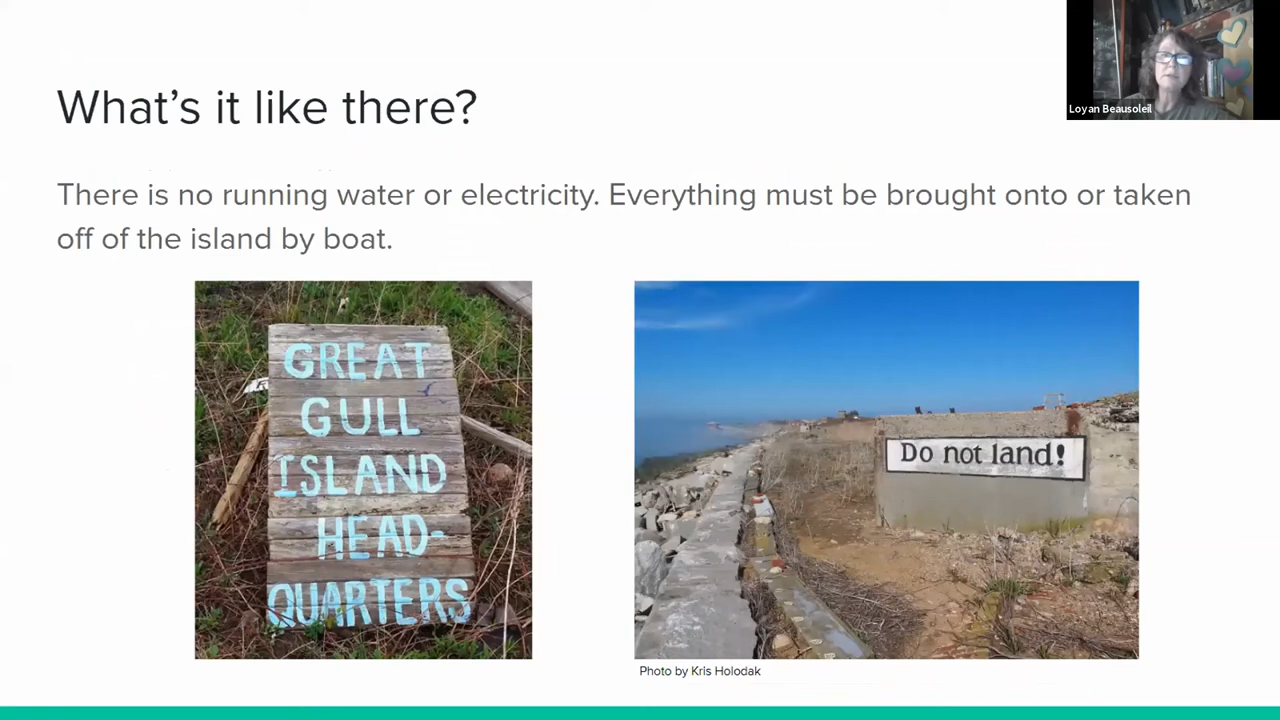 What's it like there?
Loyan Beausoleil
There is no running water or electricity. Everything must be brought onto or taken
off of the island by boat.
GREAT
GULL
ISLAND
HEAD-
QUARTERS
Do not land!
Photo by Kris Holodak